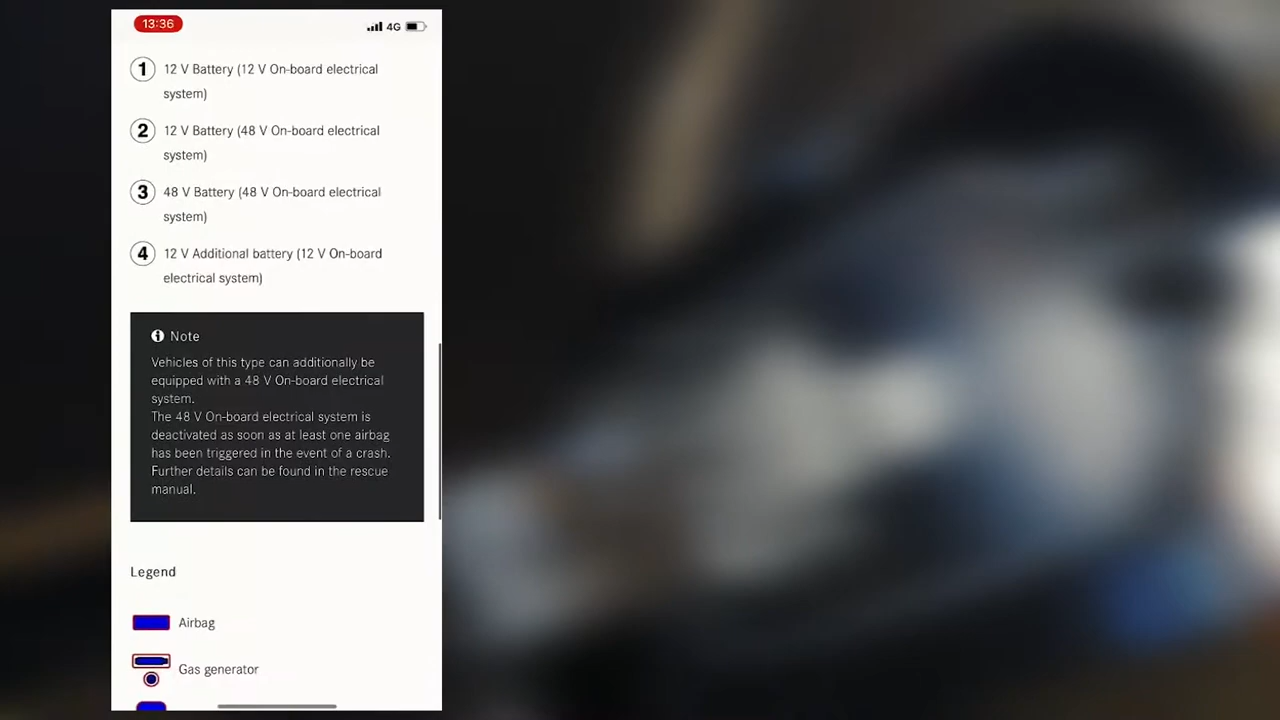 13:36
4G
1 12 V Battery (12 V On-board electrical
system)
2 12 V Battery (48 V On-board electrical
system)
3 48 V Battery (48 V On-board electrical
system)
4 12 V Additional battery (12 V On-board
electrical system)
Note
Vehicles of this type can additionally be
equipped with a 48 V On-board electrical
system.
The 48 V On-board electrical system is
deactivated as soon as at least one airbag
has been triggered in the event of a crash.
Further details can be found in the rescue
manual.
Legend
Airbag
Gas generator